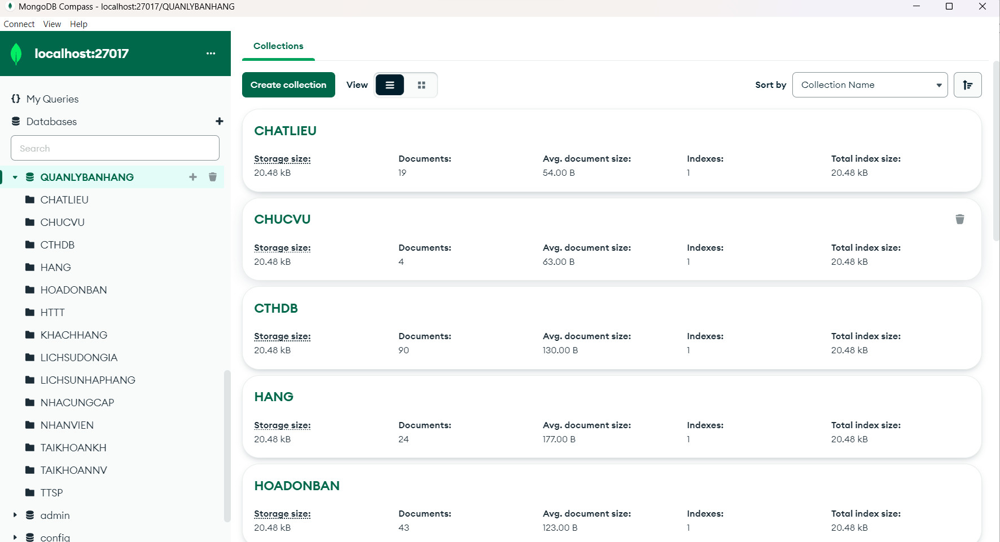 MongoDB Compass - localhost:27017/QUANLYBANHANG
Connect View Help
localhost:27017
...
My Queries
Databases
Search
QUANLYBANHANG
CHATLIEU
CHUCVU
CTHDB
HANG
HOADONBAN
HTTT
KHACHHANG
LICHSUDONGIA
LICHSUNHAPHANG
NHACUNGCAP
NHANVIEN
TAIKHOANKH
TAIKHOANNV
TTSP
admin
config
Collections
Create collection View Sort by Collection Name
CHATLIEU
Storage size: Documents: Avg. document size: Indexes: Total index size:
20.48 kB 19 54.00 B 1 20.48 kB
CHUCVU
Storage size: Documents: Avg. document size: Indexes: Total index size:
20.48 kB 4 63.00 B 1 20.48 kB
CTHDB
Storage size: Documents: Avg. document size: Indexes: Total index size:
20.48 kB 90 130.00 B 1 20.48 kB
HANG
Storage size: Documents: Avg. document size: Indexes: Total index size:
20.48 kB 24 177.00 B 1 20.48 kB
HOADONBAN
Storage size: Documents: Avg. document size: Indexes: Total index size:
20.48 kB 43 123.00 B 1 20.48 kB